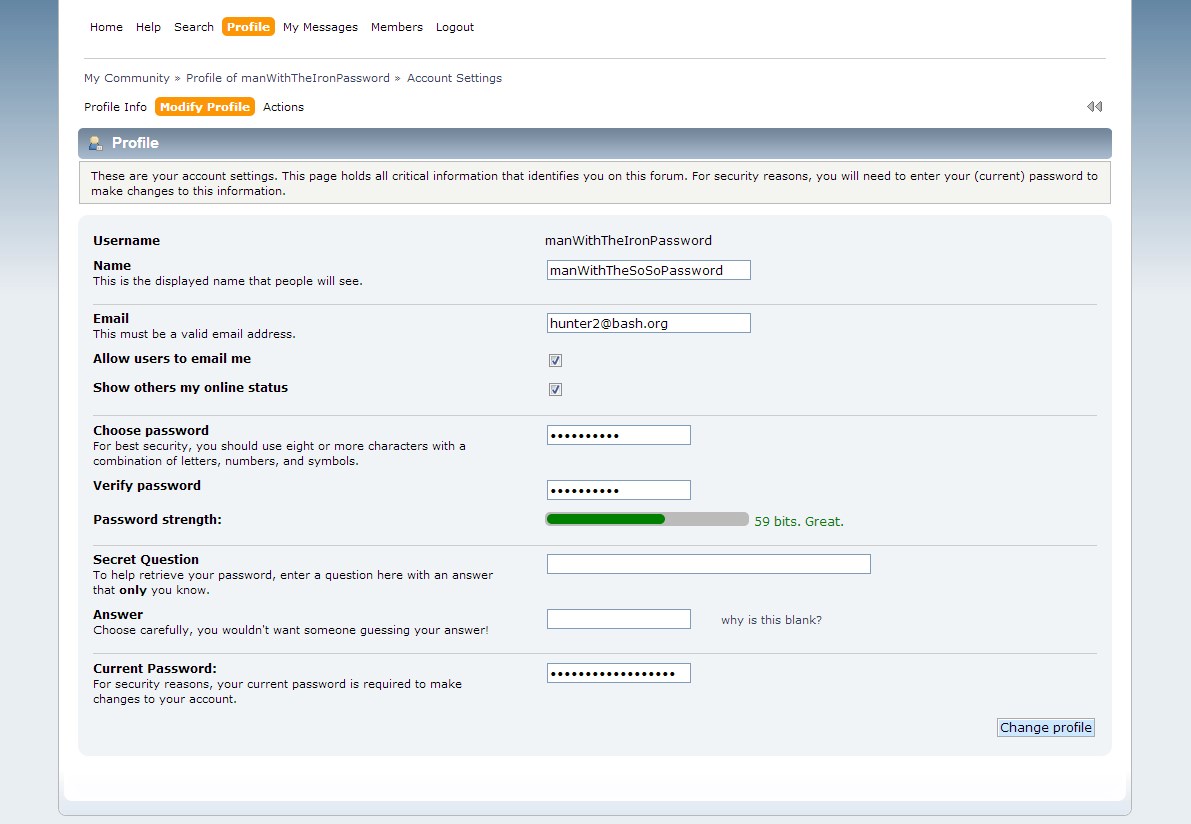 Home Help Search Profile My Messages Members Logout
My Community » Profile of manWithTheIronPassword » Account Settings
Profile Info Modify Profile Actions
Profile
These are your account settings. This page holds all critical information that identifies you on this forum. For security reasons, you will need to enter your (current) password to
make changes to this information.
Username manWithTheIronPassword
Name manWithTheSoSoPassword
This is the displayed name that people will see.
Email hunter2@bash.org
This must be a valid email address.
Allow users to email me
Show others my online status
Choose password ••••••••••
For best security, you should use eight or more characters with a
combination of letters, numbers, and symbols.
Verify password ••••••••••
Password strength: 59 bits. Great.
Secret Question
To help retrieve your password, enter a question here with an answer
that only you know.
Answer
Choose carefully, you wouldn't want someone guessing your answer! why is this blank?
Current Password: ••••••••••••••••••
For security reasons, your current password is required to make
changes to your account.
Change profile